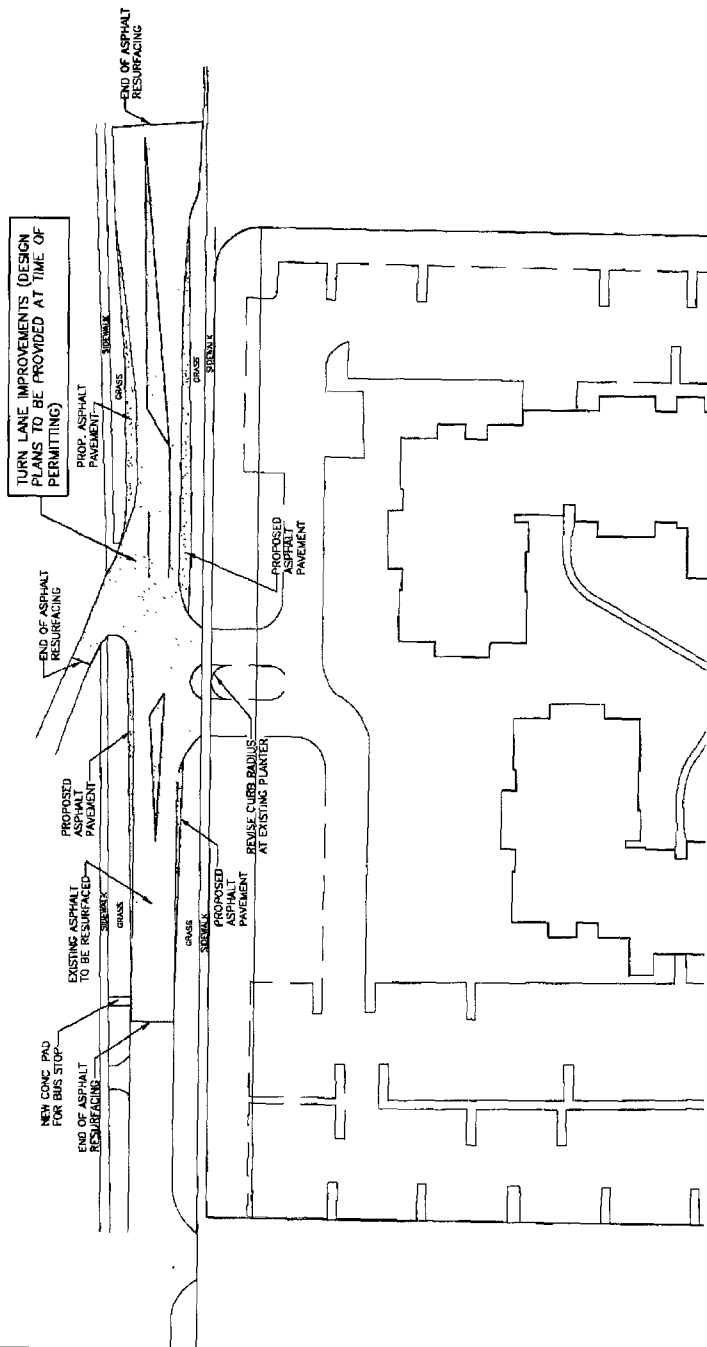 END OF ASPHALT
RESURFACING
TURN LANE IMPROVEMENTS (DESIGN
PLANS TO BE PROVIDED AT TIME OF
PERMITTING)
SIDEWALK
GRASS
PROP. ASPHALT
PAVEMENT
GRASS
SIDEWALK
END OF ASPHALT
RESURFACING
PROPOSED
ASPHALT
PAVEMENT
PROPOSED
ASPHALT
PAVEMENT
REVISE CURB RADIUS
AT EXISTING PLANTER
EXISTING ASPHALT
TO BE RESURFACED
SIDEWALK
GRASS
PROPOSED
ASPHALT
PAVEMENT
GRASS
SIDEWALK
NEW CONC PAD
FOR BUS STOP
END OF ASPHALT
RESURFACING